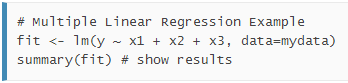 # Multiple Linear Regression Example
fit <- lm(y ~ x1 + x2 + x3, data=mydata)
summary(fit) # show results